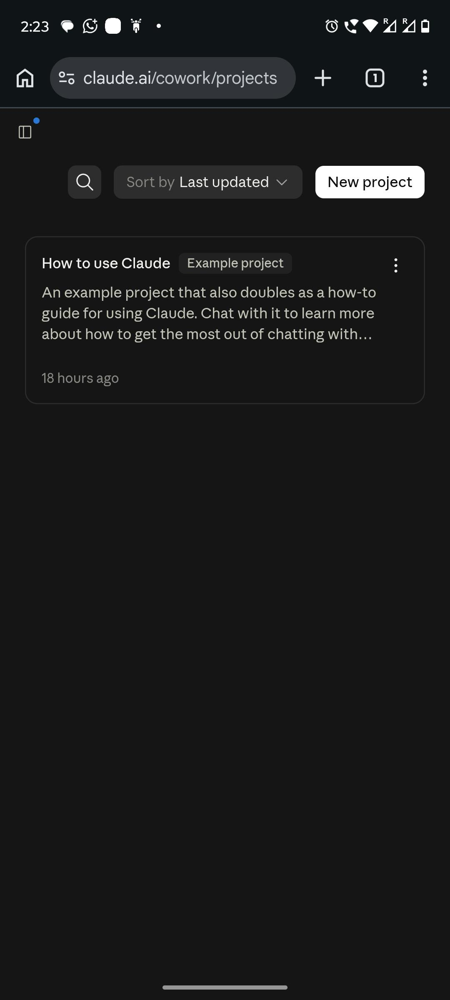 2:23
R R
claude.ai/cowork/projects
1
Sort by Last updated
New project
How to use Claude
Example project
An example project that also doubles as a how-to
guide for using Claude. Chat with it to learn more
about how to get the most out of chatting with...
18 hours ago